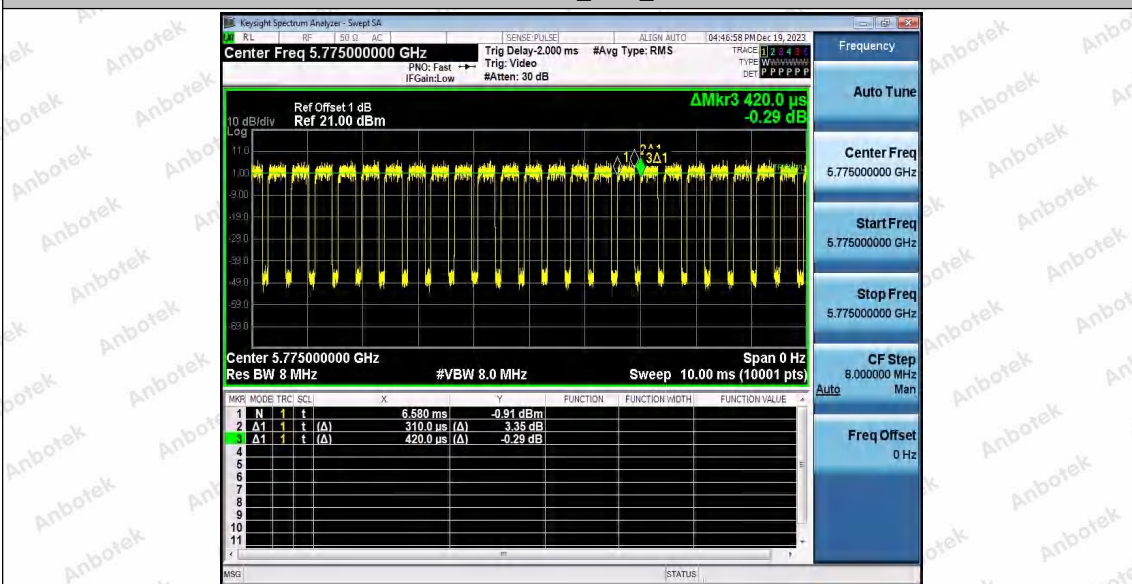 Keysight Spectrum Analyzer - Swept SA
RL RF 50 Ω AC SENSE:PULSE ALIGN AUTO 04:46:58 PM Dec 19, 2023
Center Freq 5.775000000 GHz
PNO: Fast
IFGain:Low
Trig Delay-2.000 ms #Avg Type: RMS
Trig: Video
#Atten: 30 dB
TRACE 1 2 3 4 5 6
TYPE W
DET P P P P P P
Ref Offset 1 dB
10 dB/div Ref 21.00 dBm
Log
ΔMkr3 420.0 µs
-0.29 dB
11.0
1.00
-9.00
-19.0
-29.0
-39.0
-49.0
-59.0
-69.0
3Δ1
Center 5.775000000 GHz Span 0 Hz
Res BW 8 MHz #VBW 8.0 MHz Sweep 10.00 ms (10001 pts)
MKR MODE TRC SCL X Y FUNCTION FUNCTION WIDTH FUNCTION VALUE
1 N 1 t 6.580 ms -0.91 dBm
2 Δ1 1 t (Δ) 310.0 µs (Δ) 3.35 dB
3 Δ1 1 t (Δ) 420.0 µs (Δ) -0.29 dB
4
5
6
7
8
9
10
11
MSG STATUS
Frequency
Auto Tune
Center Freq
5.775000000 GHz
Start Freq
5.775000000 GHz
Stop Freq
5.775000000 GHz
CF Step
8.000000 MHz
Auto Man
Freq Offset
0 Hz
Anbotek